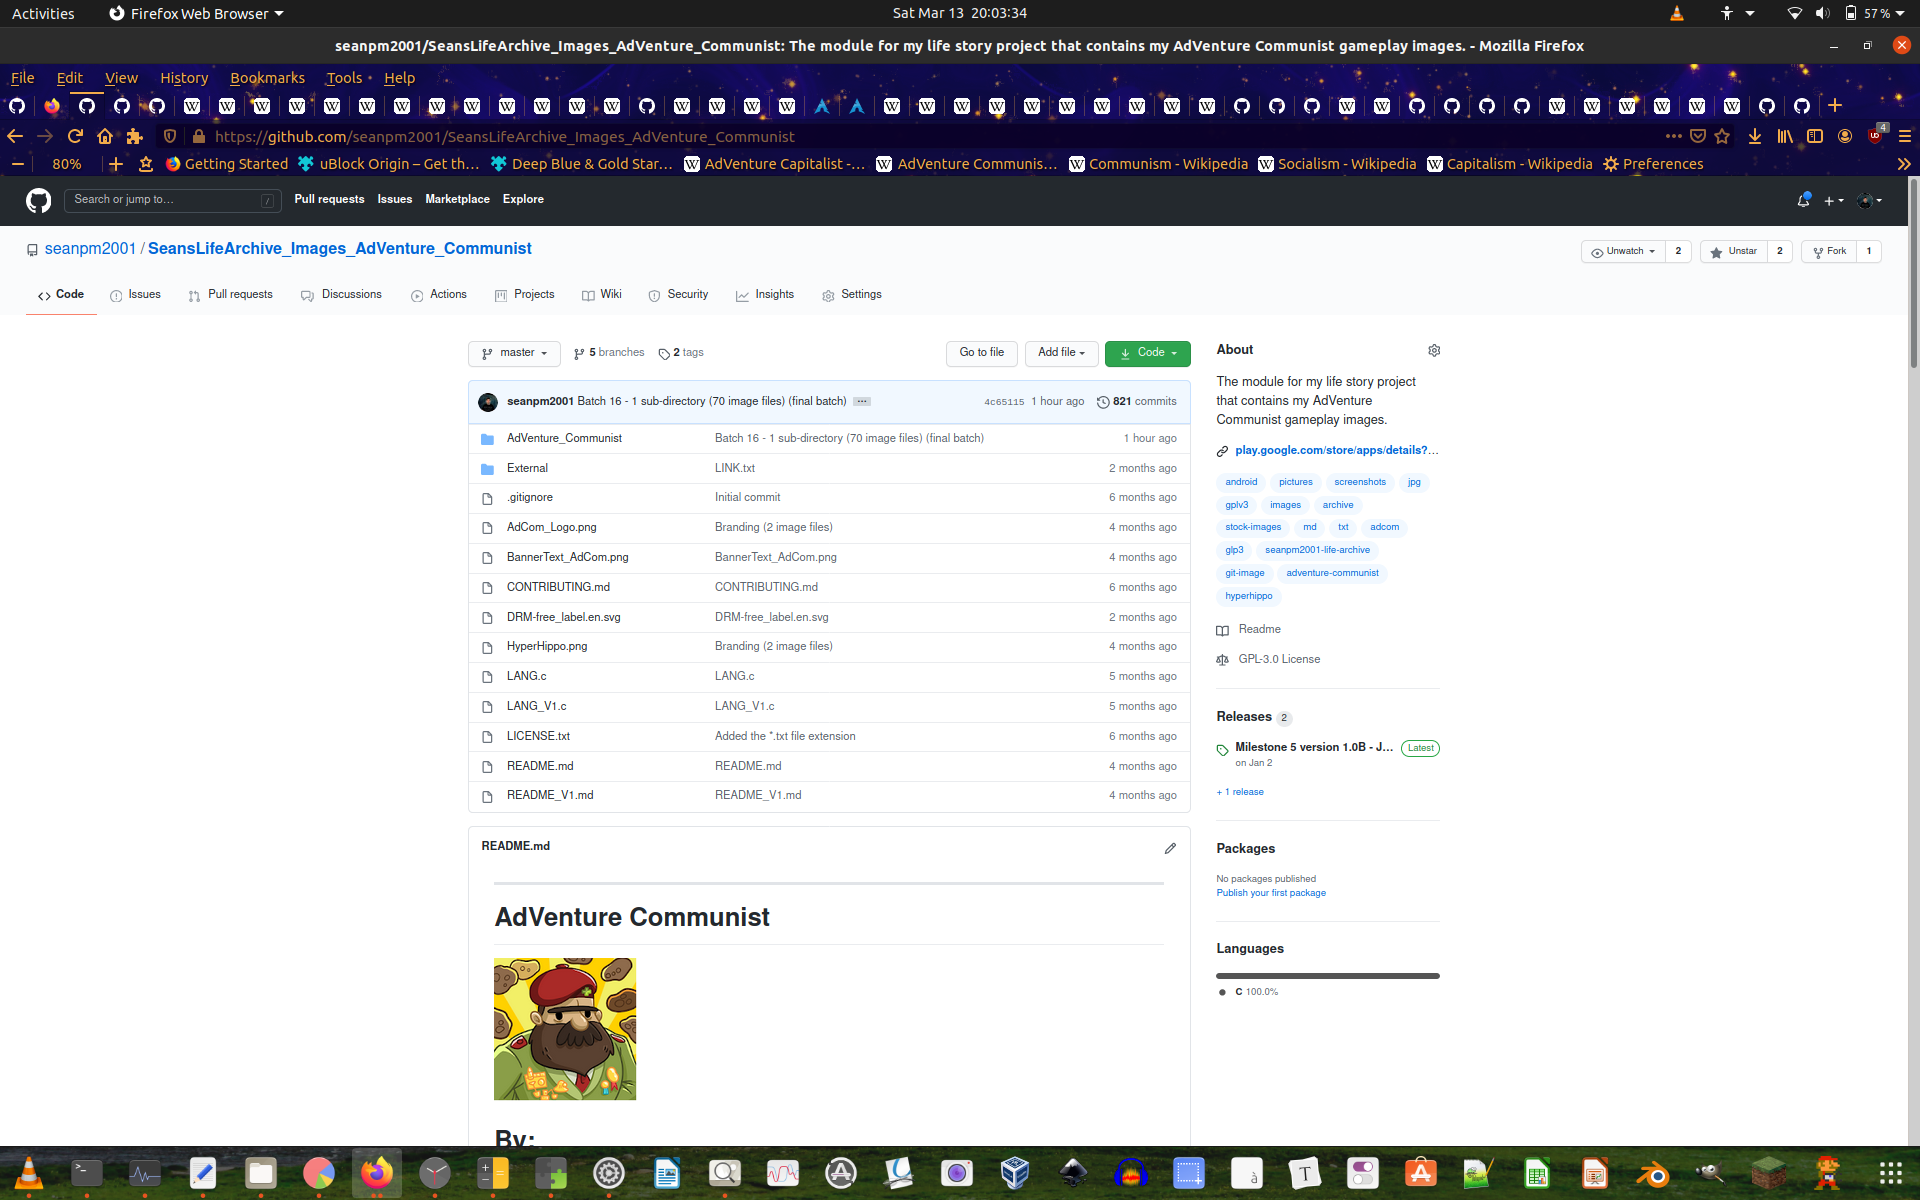 Activities Firefox Web Browser Sat Mar 13 20:03:34 57 %
seanpm2001/SeansLifeArchive_Images_AdVenture_Communist: The module for my life story project that contains my AdVenture Communist gameplay images. - Mozilla Firefox
File Edit View History Bookmarks Tools Help
https://github.com/seanpm2001/SeansLifeArchive_Images_AdVenture_Communist 4
80% Getting Started uBlock Origin – Get th… Deep Blue & Gold Star… AdVenture Capitalist -… AdVenture Communis… Communism - Wikipedia Socialism - Wikipedia Capitalism - Wikipedia Preferences
Search or jump to… / Pull requests Issues Marketplace Explore
seanpm2001 / SeansLifeArchive_Images_AdVenture_Communist Unwatch 2 Unstar 2 Fork 1
Code Issues Pull requests Discussions Actions Projects Wiki Security Insights Settings
master 5 branches 2 tags Go to file Add file Code
seanpm2001 Batch 16 - 1 sub-directory (70 image files) (final batch) … 4c65115 1 hour ago 821 commits
AdVenture_Communist Batch 16 - 1 sub-directory (70 image files) (final batch) 1 hour ago
External LINK.txt 2 months ago
.gitignore Initial commit 6 months ago
AdCom_Logo.png Branding (2 image files) 4 months ago
BannerText_AdCom.png BannerText_AdCom.png 4 months ago
CONTRIBUTING.md CONTRIBUTING.md 6 months ago
DRM-free_label.en.svg DRM-free_label.en.svg 2 months ago
HyperHippo.png Branding (2 image files) 4 months ago
LANG.c LANG.c 5 months ago
LANG_V1.c LANG_V1.c 5 months ago
LICENSE.txt Added the *.txt file extension 6 months ago
README.md README.md 4 months ago
README_V1.md README_V1.md 4 months ago
README.md
AdVenture Communist
By:
About
The module for my life story project
that contains my AdVenture
Communist gameplay images.
play.google.com/store/apps/details?…
android pictures screenshots jpg
gplv3 images archive
stock-images md txt adcom
glp3 seanpm2001-life-archive
git-image adventure-communist
hyperhippo
Readme
GPL-3.0 License
Releases 2
Milestone 5 version 1.0B - J… Latest
on Jan 2
+ 1 release
Packages
No packages published
Publish your first package
Languages
C 100.0%